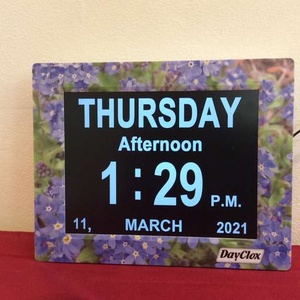 THURSDAY
Afternoon
1:29 P.M.
11, MARCH 2021
DayClox